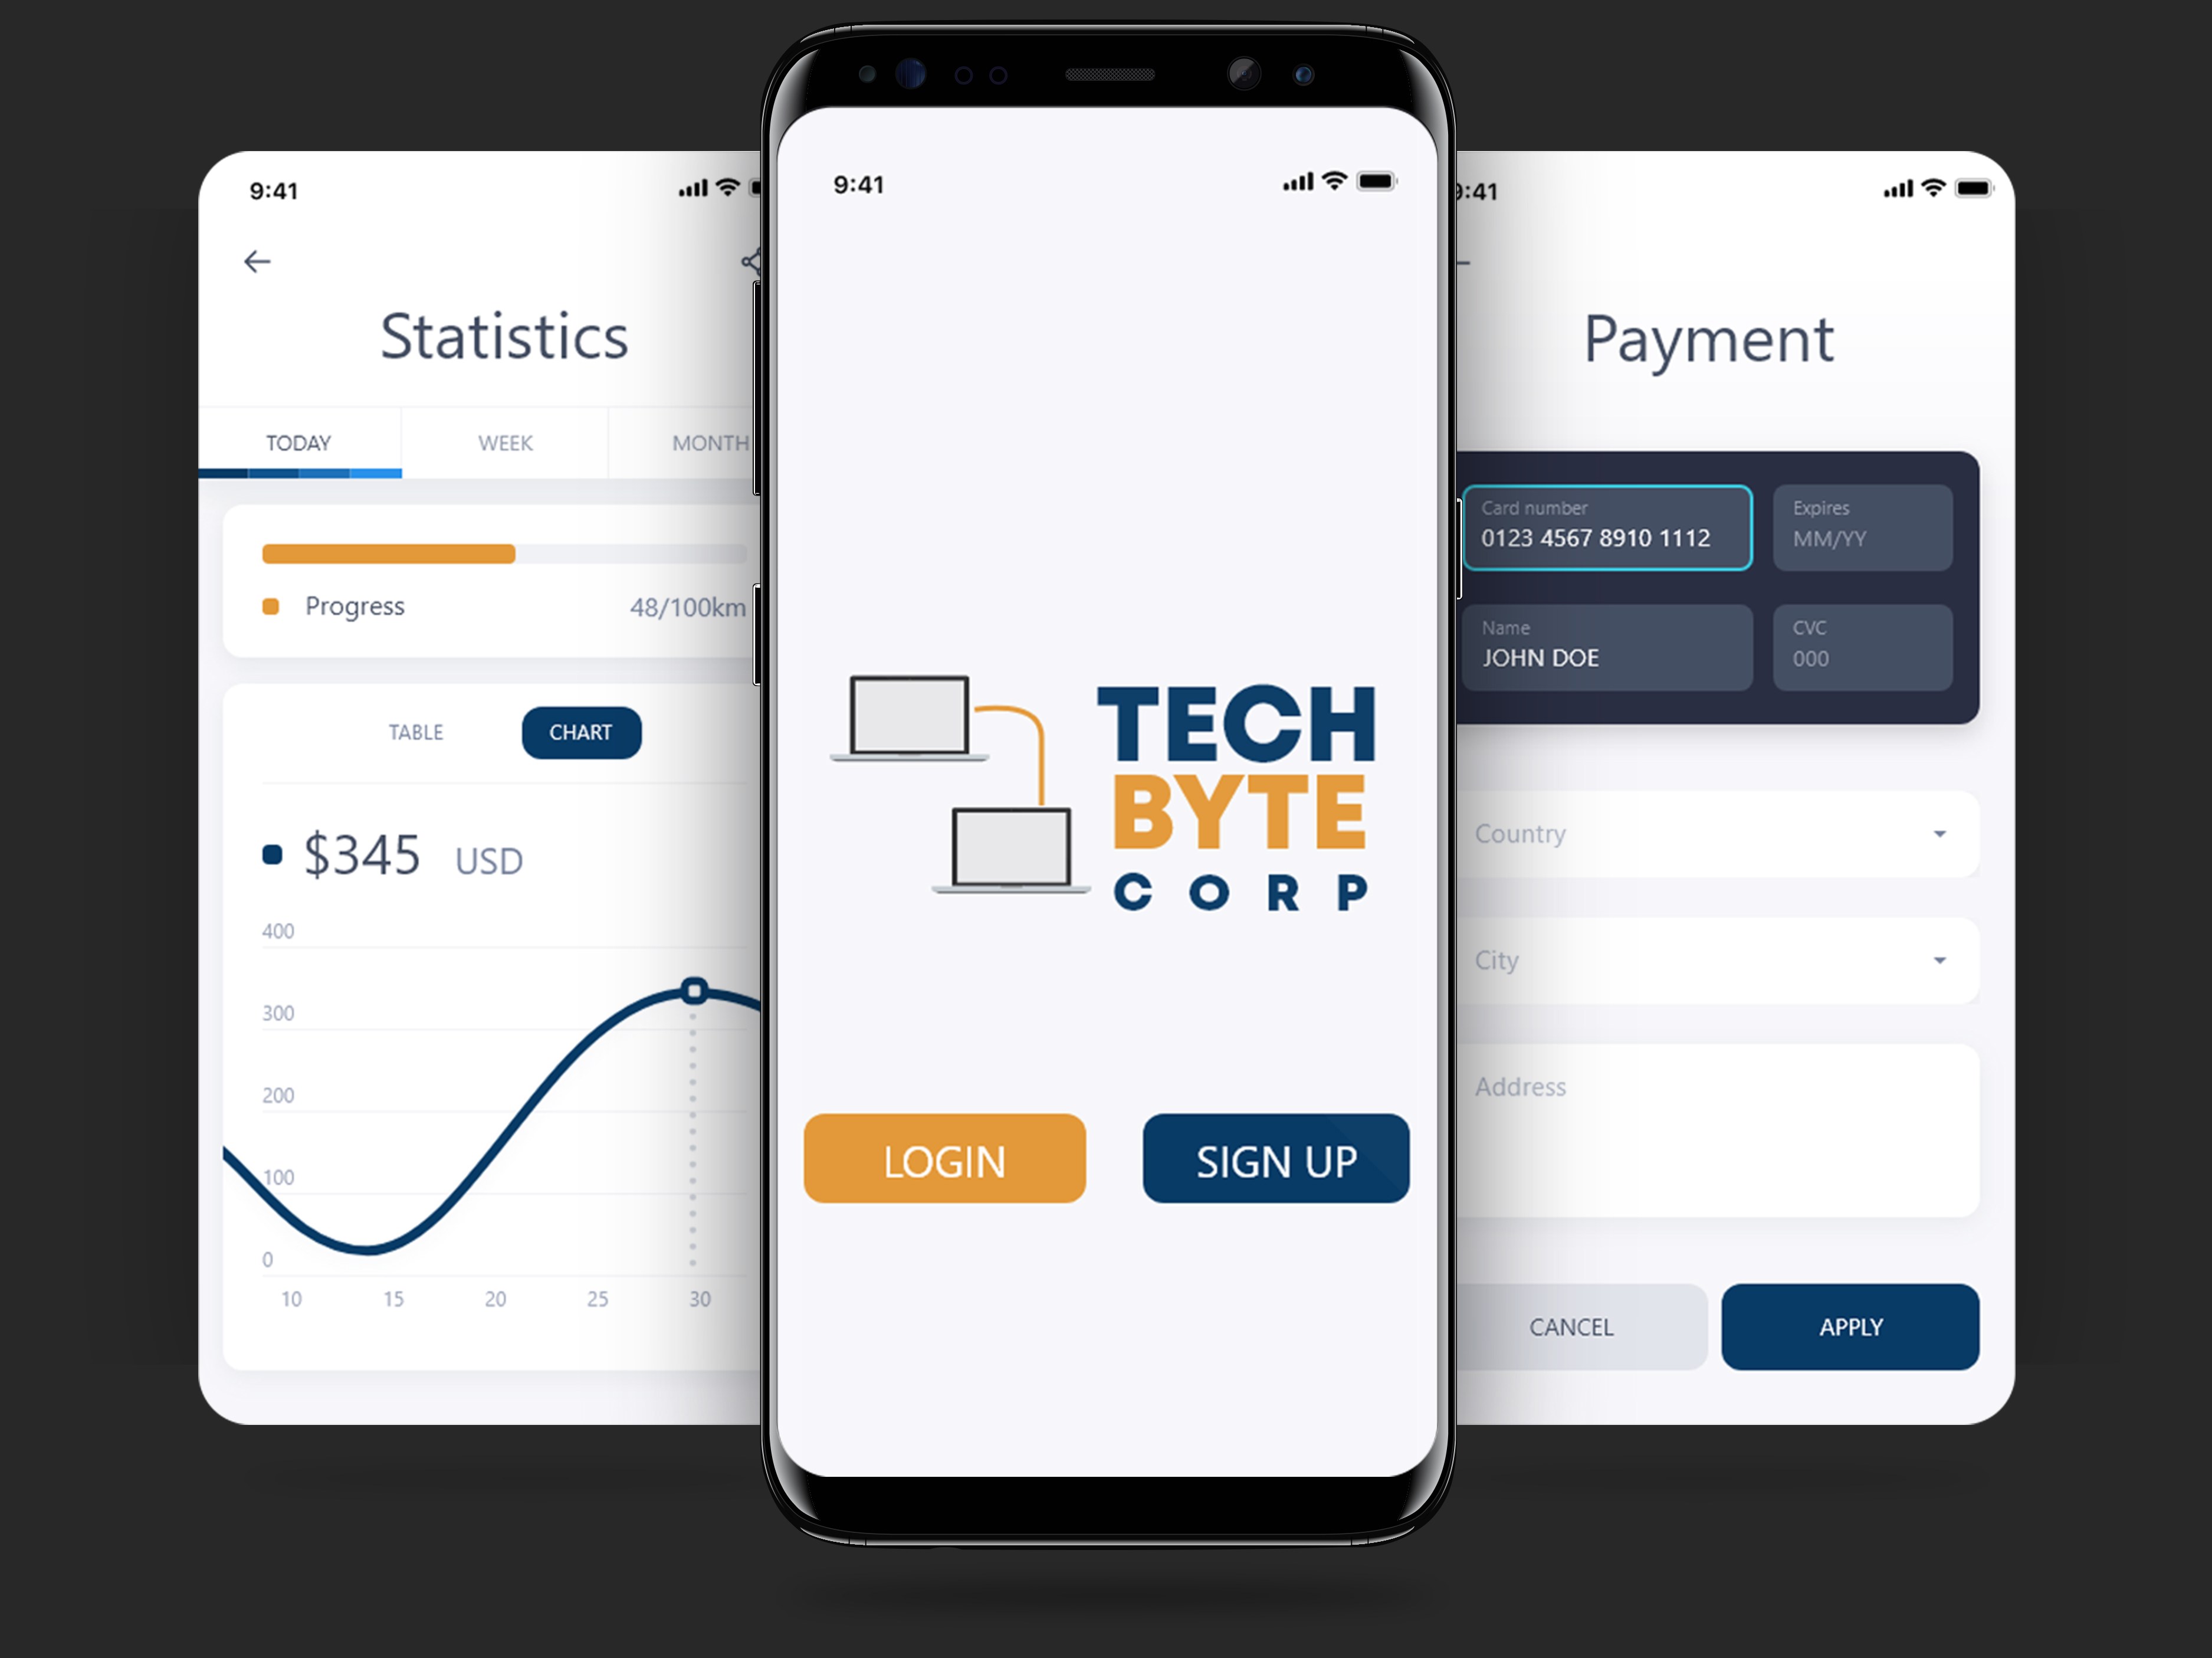 9:41
Statistics
TODAY WEEK MONTH
Progress 48/100km
TABLE CHART
$345 USD
400
300
200
100
0
10 15 20 25 30
9:41
TECH
BYTE
CORP
LOGIN SIGN UP
9:41
Payment
Card number Expires
0123 4567 8910 1112 MM/YY
Name CVC
JOHN DOE 000
Country
City
Address
CANCEL APPLY